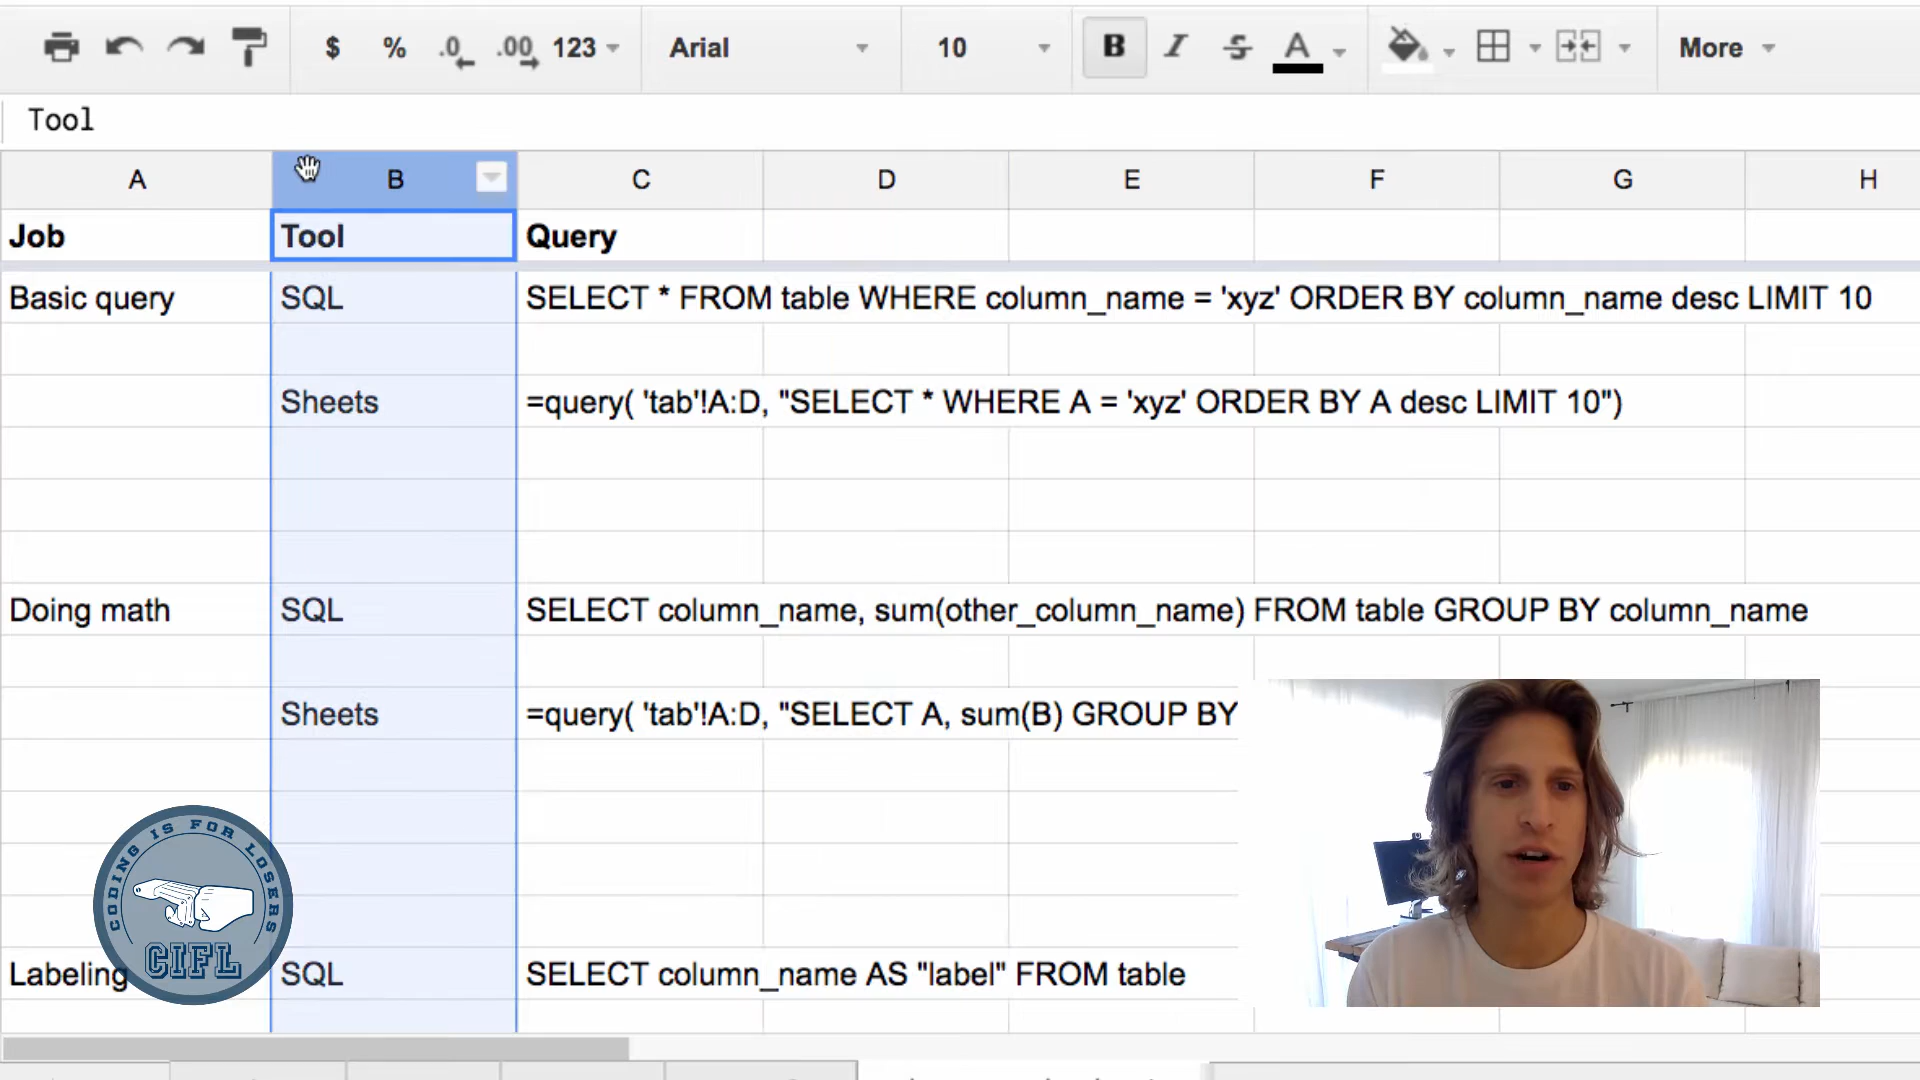 $ % .0 .00 123 Arial 10 B I S A More
Tool
A B C D E F G H
Job Tool Query
Basic query SQL SELECT * FROM table WHERE column_name = 'xyz' ORDER BY column_name desc LIMIT 10
Sheets =query( 'tab'!A:D, "SELECT * WHERE A = 'xyz' ORDER BY A desc LIMIT 10")
Doing math SQL SELECT column_name, sum(other_column_name) FROM table GROUP BY column_name
Sheets =query( 'tab'!A:D, "SELECT A, sum(B) GROUP BY
CODING IS FOR LOSERS
CIFL
Labeling SQL SELECT column_name AS "label" FROM table